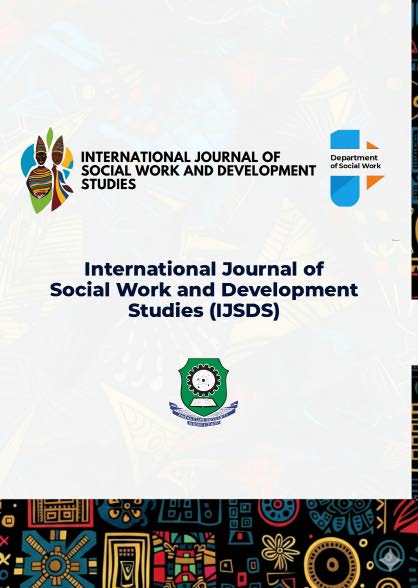 INTERNATIONAL JOURNAL OF
SOCIAL WORK AND DEVELOPMENT
STUDIES
Department
of Social Work
International Journal of
Social Work and Development
Studies (IJSDS)